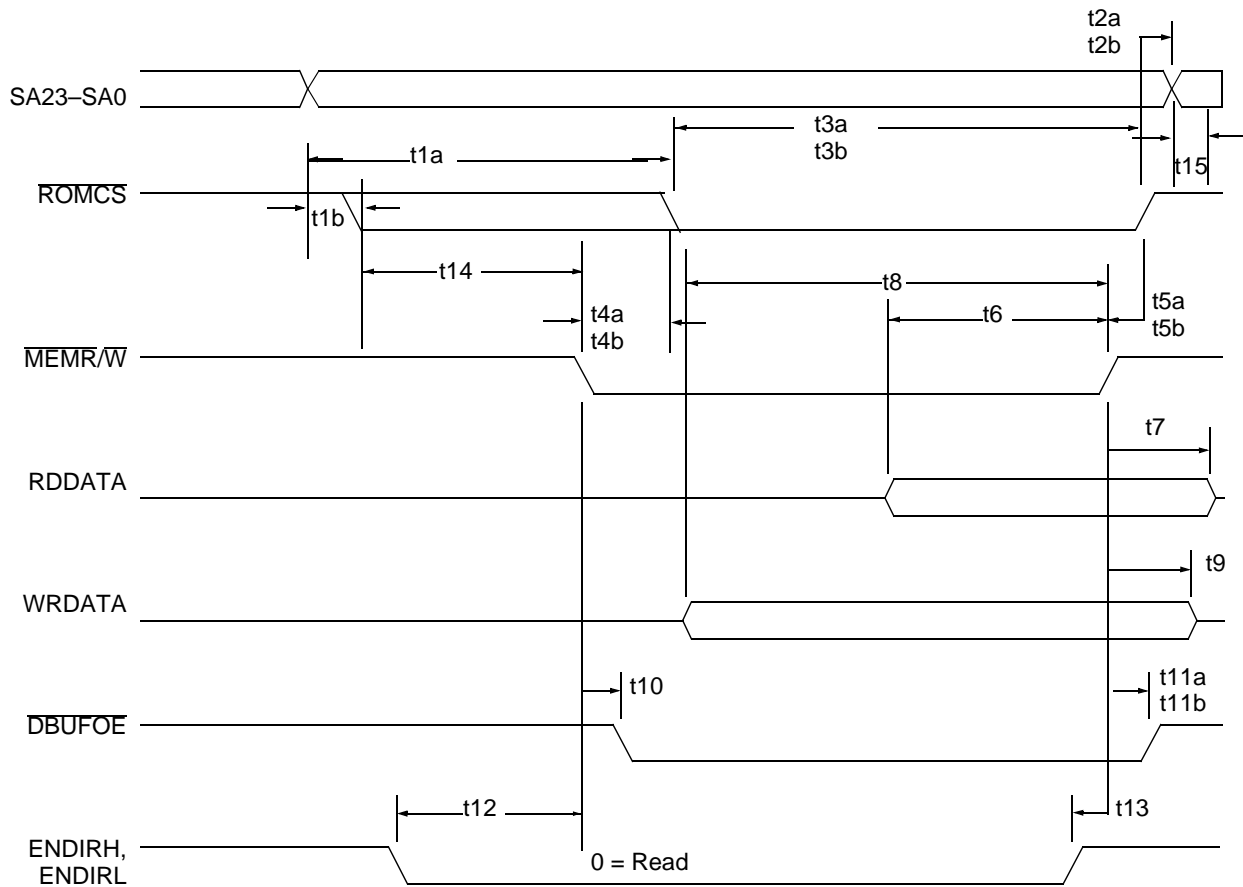 t2a
t2b
SA23–SA0
t3a
t3b
t1a
t15
ROMCS
t1b
t14
t8
t4a
t4b
t6
t5a
t5b
MEMR/W
t7
RDDATA
t9
WRDATA
t10
t11a
t11b
DBUFOE
t12
t13
ENDIRH,
ENDIRL
0 = Read